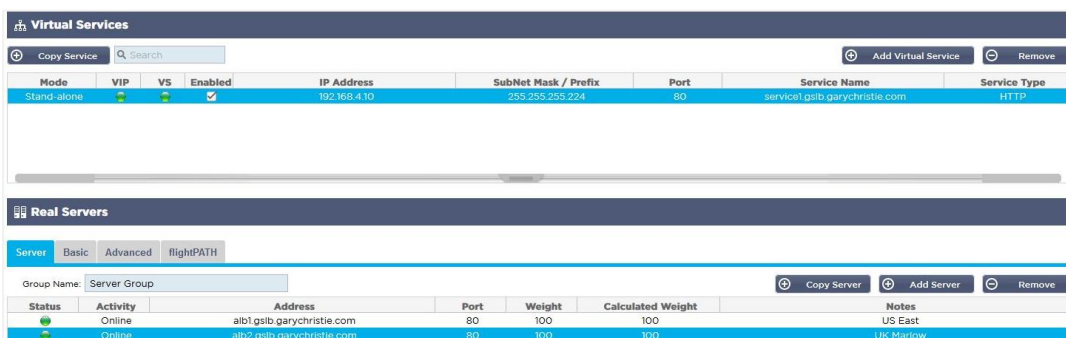 Virtual Services
Copy Service Search Add Virtual Service Remove
Mode VIP VS Enabled IP Address SubNet Mask / Prefix Port Service Name Service Type
Stand-alone 192.168.4.10 255.255.255.224 80 service1.gslb.garychristie.com HTTP
Real Servers
Server Basic Advanced flightPATH
Group Name: Server Group Copy Server Add Server Remove
Status Activity Address Port Weight Calculated Weight Notes
Online alb1.gslb.garychristie.com 80 100 100 US East
Online alb2.gslb.garychristie.com 80 100 100 UK Marlow